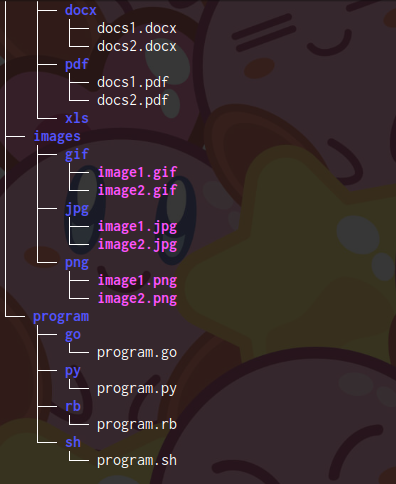 docx
docs1.docx
docs2.docx
pdf
docs1.pdf
docs2.pdf
xls
images
gif
image1.gif
image2.gif
jpg
image1.jpg
image2.jpg
png
image1.png
image2.png
program
go
program.go
py
program.py
rb
program.rb
sh
program.sh